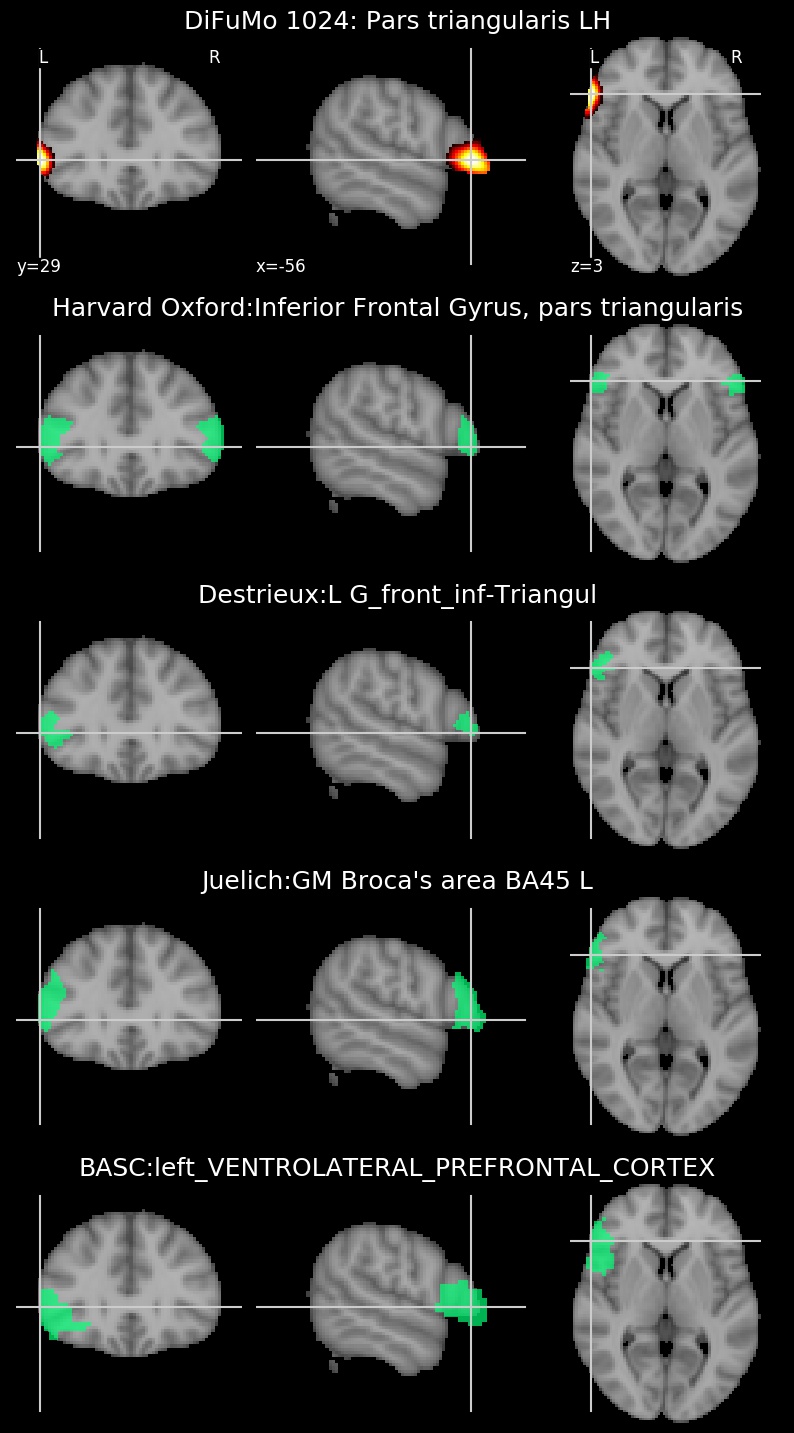 DiFuMo 1024: Pars triangularis LH
L R L R
y=29 x=-56 z=3
Harvard Oxford:Inferior Frontal Gyrus, pars triangularis
Destrieux:L G_front_inf-Triangul
Juelich:GM Broca's area BA45 L
BASC:left_VENTROLATERAL_PREFRONTAL_CORTEX